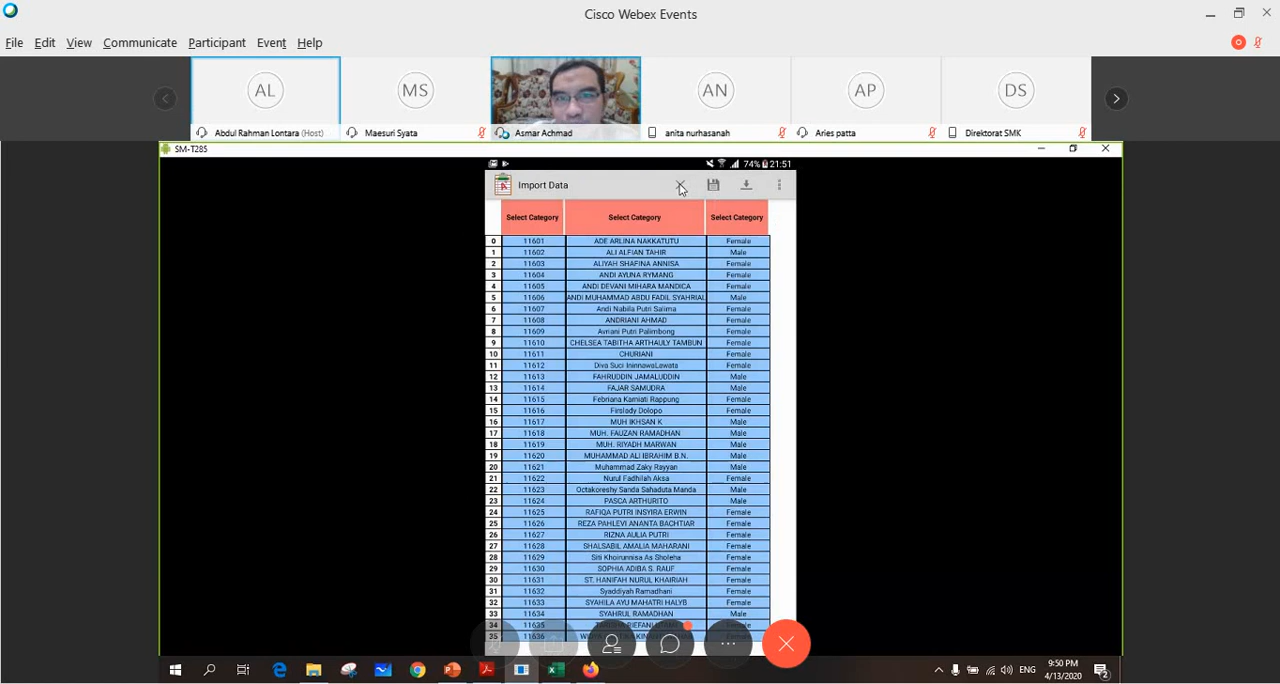 Cisco Webex Events
File Edit View Communicate Participant Event Help
AL MS AN AP DS
Abdul Rahman Lontara (Host) Maesuri Syata Asmar Achmad anita nurhasanah Aries patta Direktorat SMK
SM-T285
74% 21:51
Import Data
Select Category Select Category Select Category
0 11601 ADE ARLINA NAKKATUTU Female
1 11602 ALI ALFIAN TAHIR Male
2 11603 ALIYAH SHAFINA ANNISA Female
3 11604 ANDI AYUNA RYMANG Female
4 11605 ANDI DEVANI MIHARA MANDICA Female
5 11606 ANDI MUHAMMAD ABDU FADIL SYAHRIAL Male
6 11607 Andi Nabila Putri Salima Female
7 11608 ANDRIANI AHMAD Female
8 11609 Avriani Putri Palimbong Female
9 11610 CHELSEA TABITHA ARTHAULY TAMBUN Female
10 11611 CHURIANI Female
11 11612 Diva Suci IninnawaLawata Female
12 11613 FAHRUDDIN JAMALUDDIN Male
13 11614 FAJAR SAMUDRA Male
14 11615 Febriana Kamiati Rappung Female
15 11616 Firslady Dolopo Female
16 11617 MUH IKHSAN K Male
17 11618 MUH. FAUZAN RAMADHAN Male
18 11619 MUH. RIYADH MARWAN Male
19 11620 MUHAMMAD ALI IBRAHIM B.N. Male
20 11621 Muhammad Zaky Rayyan Male
21 11622 Nurul Fadhilah Aksa Female
22 11623 Octakoreshy Sanda Sahaduta Manda Male
23 11624 PASCA ARTHURITO Male
24 11625 RAFIQA PUTRI INSYIRA ERWIN Female
25 11626 REZA PAHLEVI ANANTA BACHTIAR Female
26 11627 RIZNA AULIA PUTRI Female
27 11628 SHALSABIL AMALIA MAHARANI Female
28 11629 Siti Khoirunnisa As Sholeha Female
29 11630 SOPHIA ADIBA S. RAUF Female
30 11631 ST. HANIFAH NURUL KHAIRIAH Female
31 11632 Syaddiyah Ramadhani Female
32 11633 SYAHILA AYU MAHATRI HALYB Female
33 11634 SYAHRUL RAMADHAN Male
34 11635 Female
35 11636 Female
ENG 9:50 PM
4/13/2020 2